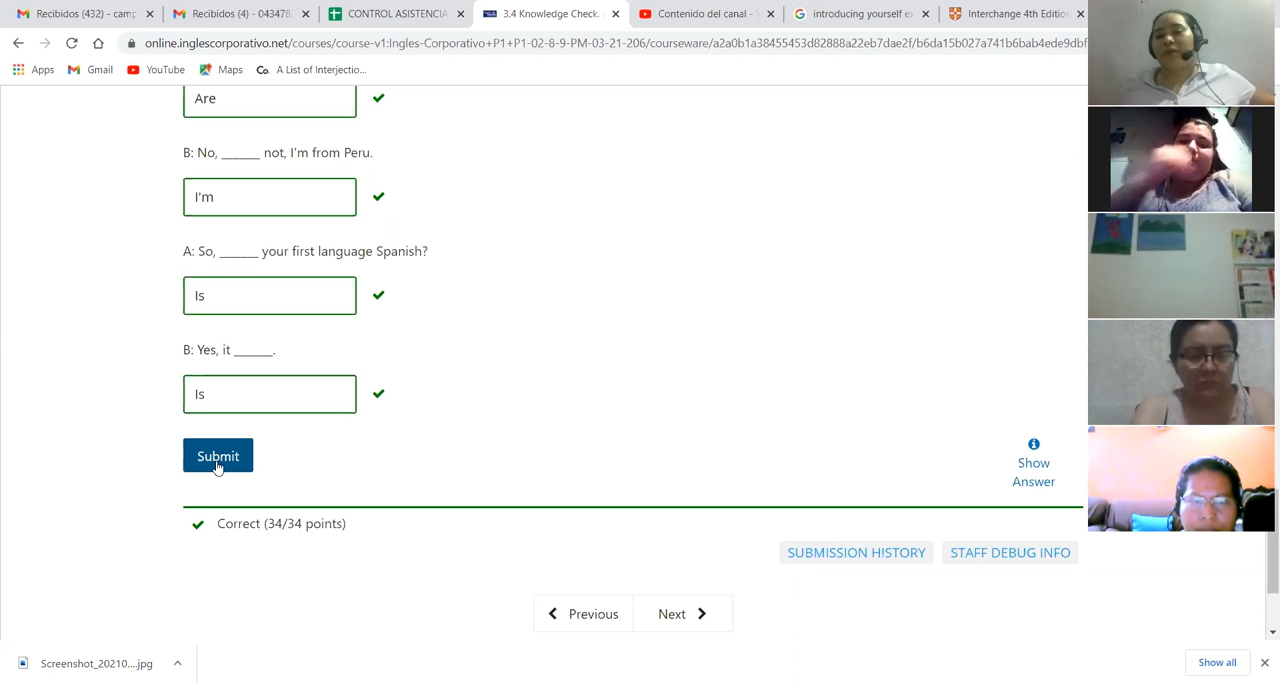 Recibidos (432) - camp
Recibidos (4) - 043478
CONTROL ASISTENCIA
3.4 Knowledge Check.
Contenido del canal -
introducing yourself ex
Interchange 4th Edition
online.inglescorporativo.net/courses/course-v1:Ingles-Corporativo+P1+P1-02-8-9-PM-03-21-206/courseware/a2a0b1a38455453d82888a22eb7dae2f/b6da15b027a741b6bab4ede9dbf
Apps
Gmail
YouTube
Maps
Co. A List of Interjectio...
Are
B: No, ______ not, I'm from Peru.
I'm
A: So, ______ your first language Spanish?
Is
B: Yes, it ______.
Is
Submit
Show
Answer
Correct (34/34 points)
SUBMISSION HISTORY
STAFF DEBUG INFO
Previous
Next
Screenshot_20210....jpg
Show all